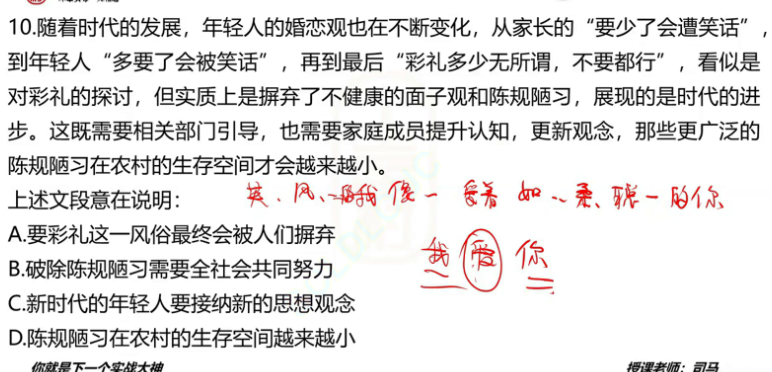 10.随着时代的发展，年轻人的婚恋观也在不断变化，从家长的“要少了会遭笑话”，
到年轻人“多要了会被笑话”，再到最后“彩礼多少无所谓，不要都行”，看似是
对彩礼的探讨，但实质上是摒弃了不健康的面子观和陈规陋习，展现的是时代的进
步。这既需要相关部门引导，也需要家庭成员提升认知，更新观念，那些更广泛的
陈规陋习在农村的生存空间才会越来越小。
上述文段意在说明：
风、我 一 爱着 如 柔、聪一的你
A.要彩礼这一风俗最终会被人们摒弃
我爱你
B.破除陈规陋习需要全社会共同努力
C.新时代的年轻人要接纳新的思想观念
D.陈规陋习在农村的生存空间越来越小
你就是下一个实战大神
授课老师：司马